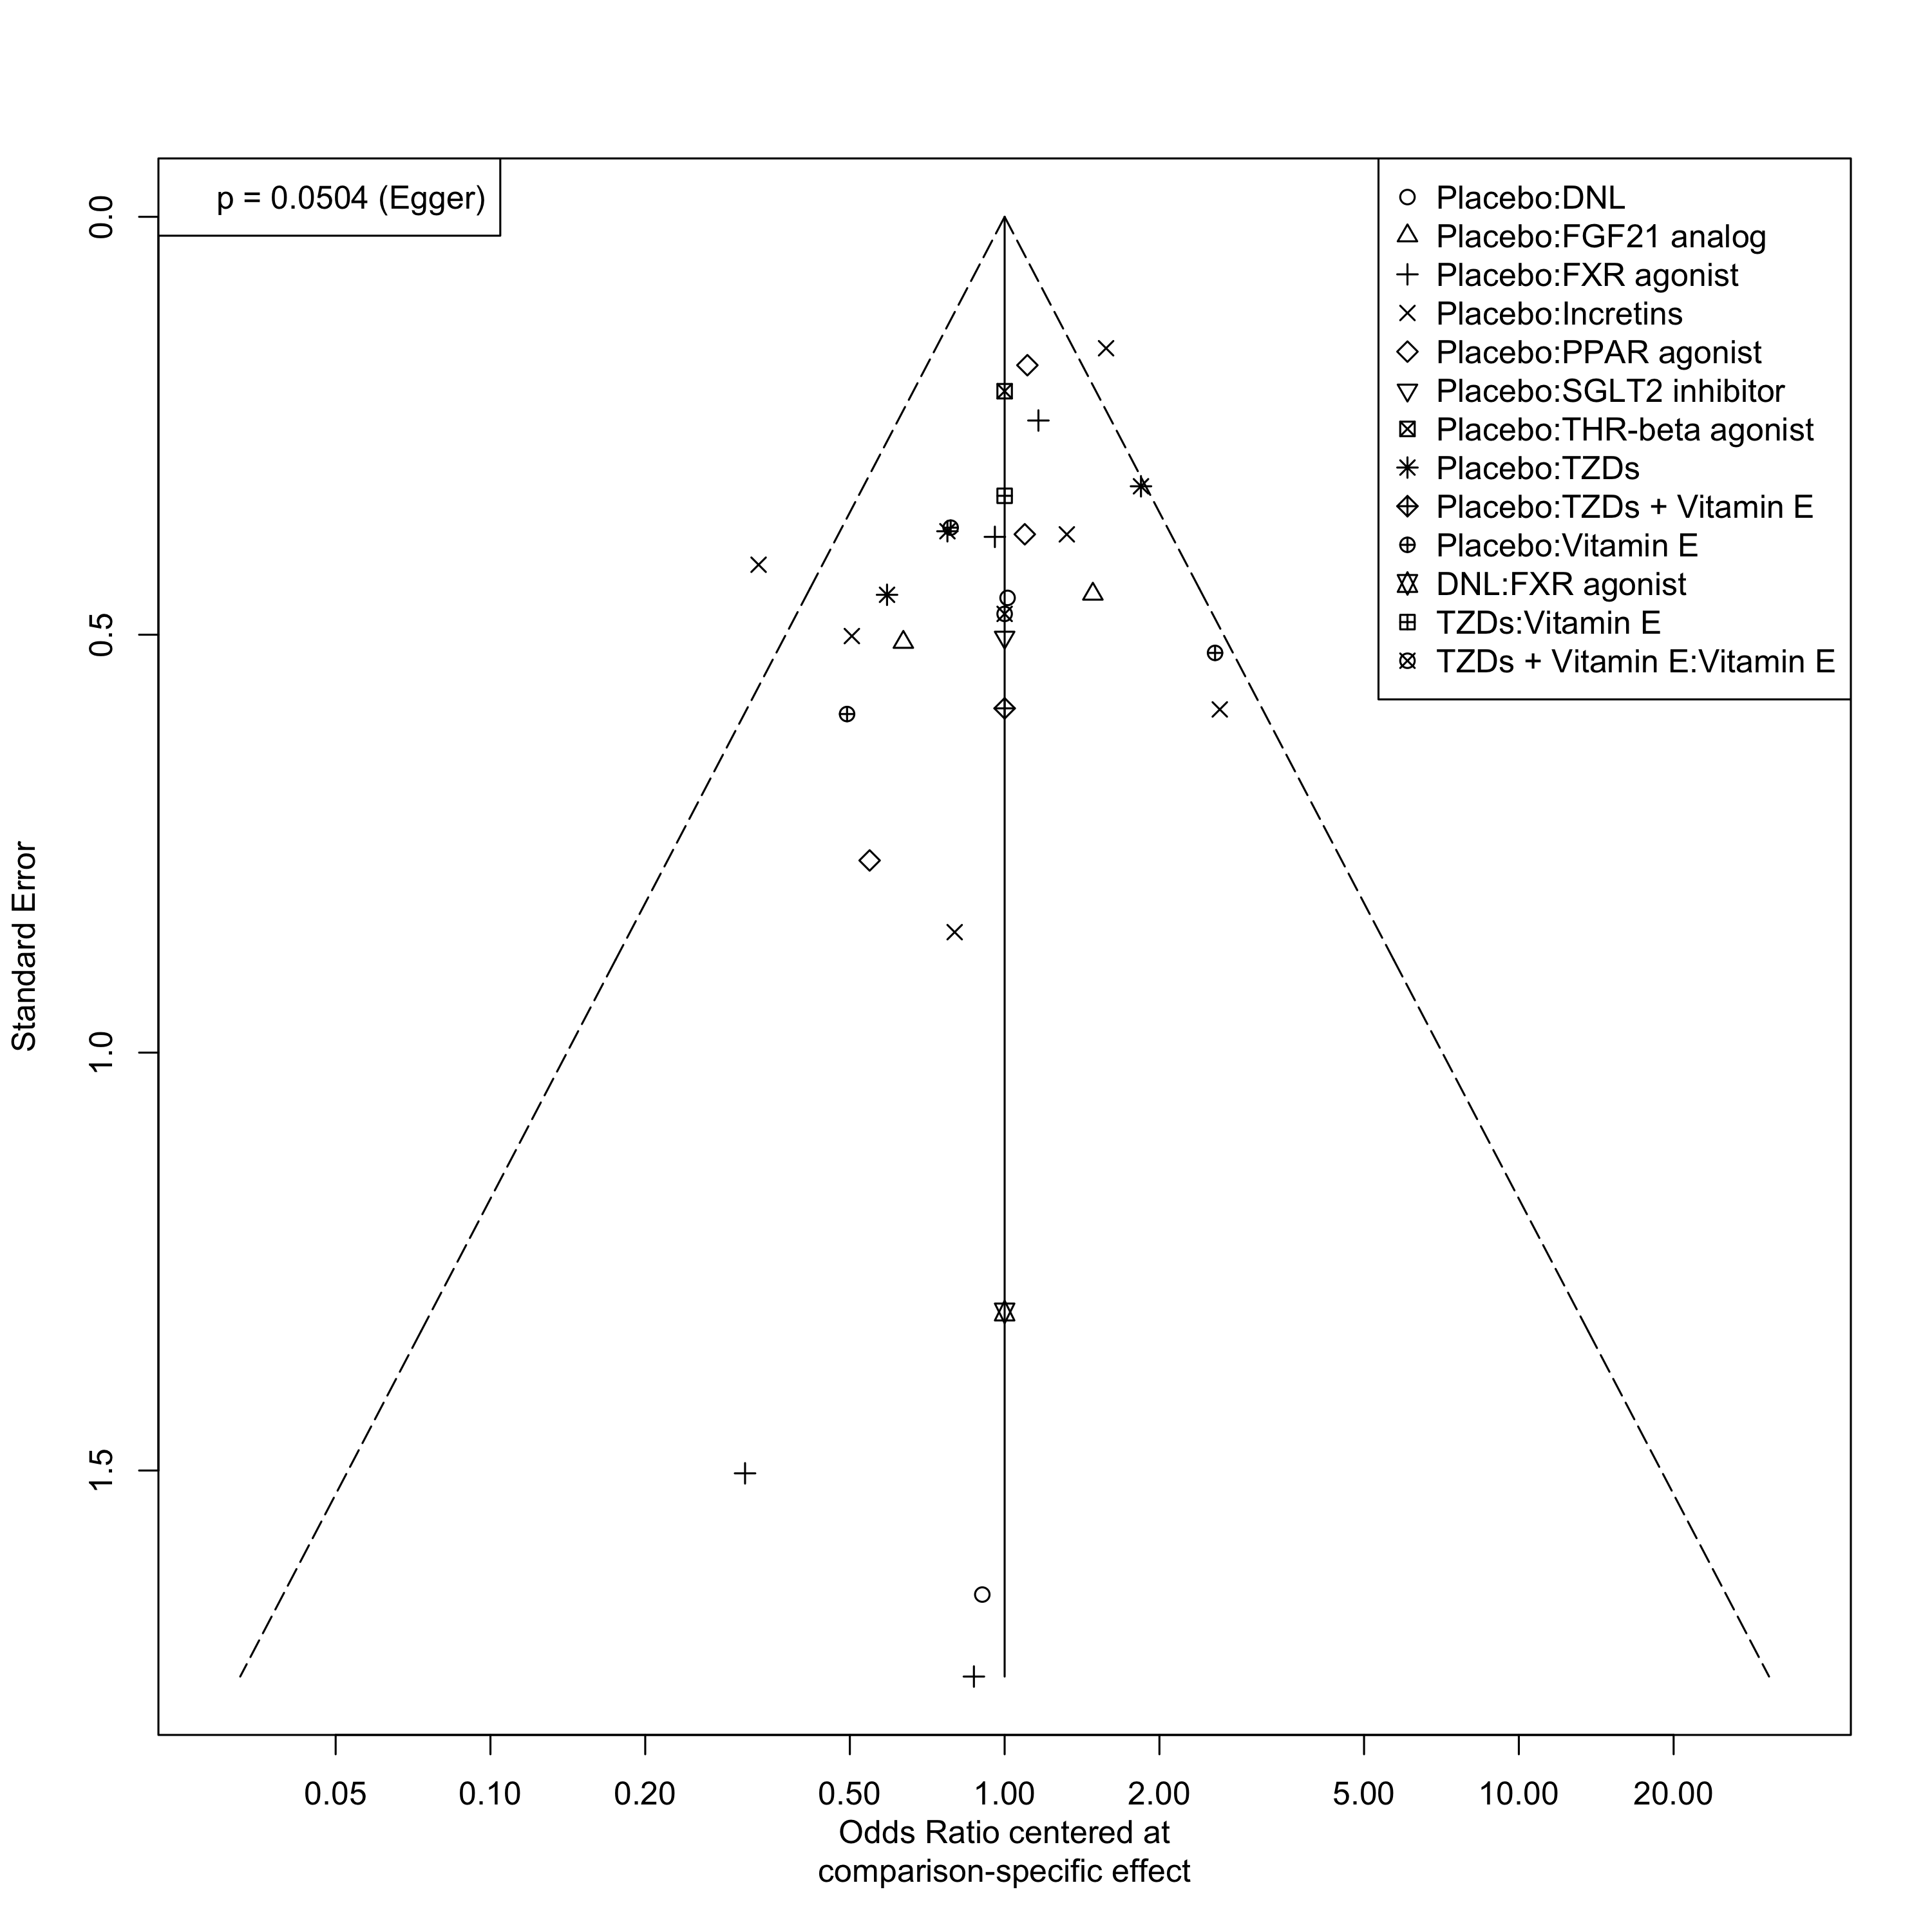 p = 0.0504 (Egger)
Placebo:DNL
Placebo:FGF21 analog
Placebo:FXR agonist
Placebo:Incretins
Placebo:PPAR agonist
Placebo:SGLT2 inhibitor
Placebo:THR-beta agonist
Placebo:TZDs
Placebo:TZDs + Vitamin E
Placebo:Vitamin E
DNL:FXR agonist
TZDs:Vitamin E
TZDs + Vitamin E:Vitamin E
Standard Error
0.0
0.5
1.0
1.5
0.05 0.10 0.20 0.50 1.00 2.00 5.00 10.00 20.00
Odds Ratio centered at
comparison-specific effect